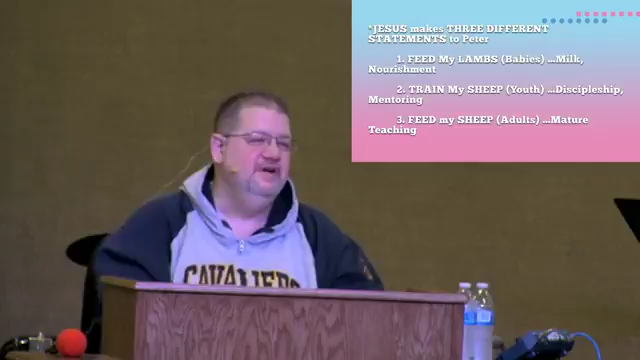 *JESUS makes THREE DIFFERENT
STATEMENTS to Peter
1. FEED My LAMBS (Babies) ...Milk,
Nourishment
2. TRAIN My SHEEP (Youth) ...Discipleship,
Mentoring
3. FEED my SHEEP (Adults) ...Mature
Teaching
CAVALIERS